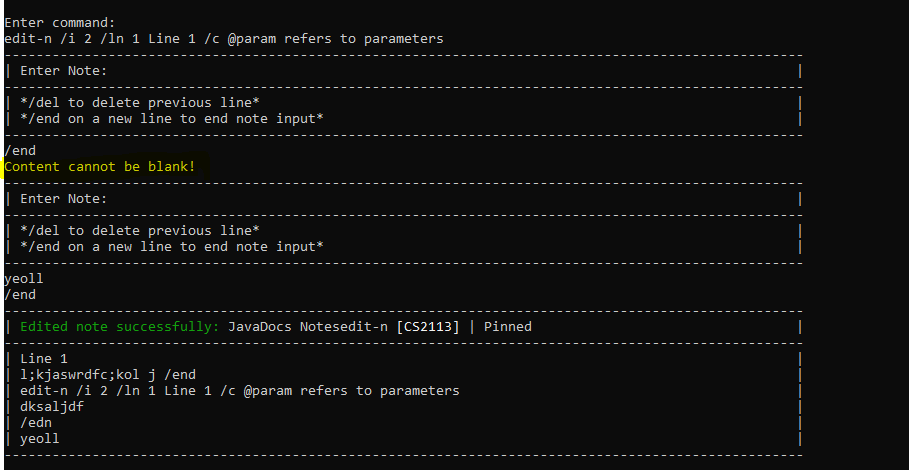 Enter command:
edit-n /i 2 /ln 1 Line 1 /c @param refers to parameters
----------------------------------------------------------------------------------------------------
| Enter Note: |
----------------------------------------------------------------------------------------------------
| */del to delete previous line* |
| */end on a new line to end note input* |
----------------------------------------------------------------------------------------------------
/end
Content cannot be blank!
----------------------------------------------------------------------------------------------------
| Enter Note: |
----------------------------------------------------------------------------------------------------
| */del to delete previous line* |
| */end on a new line to end note input* |
----------------------------------------------------------------------------------------------------
yeoll
/end
----------------------------------------------------------------------------------------------------
| Edited note successfully: JavaDocs Notesedit-n [CS2113] | Pinned |
----------------------------------------------------------------------------------------------------
| Line 1 |
| l;kjaswrdfc;kol j /end |
| edit-n /i 2 /ln 1 Line 1 /c @param refers to parameters |
| dksaljdf |
| /edn |
| yeoll |
----------------------------------------------------------------------------------------------------